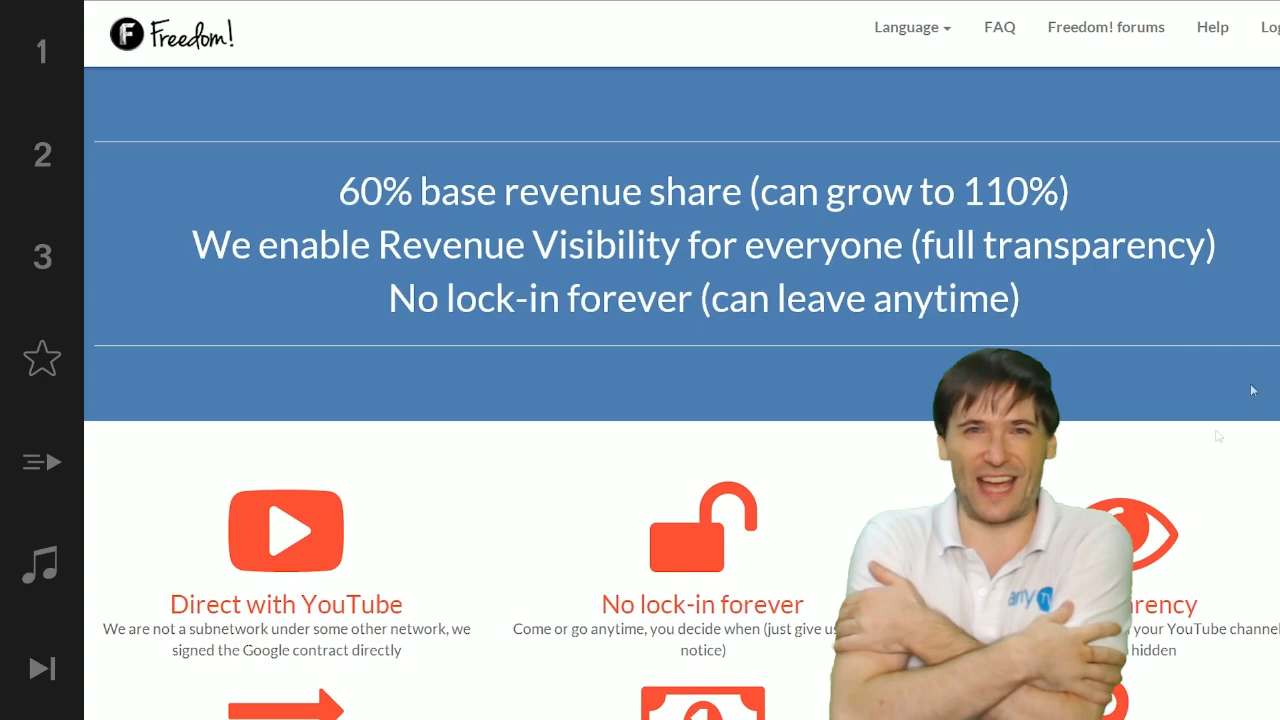 1
2
3
F Freedom!
Language
FAQ
Freedom! forums
Help
60% base revenue share (can grow to 110%)
We enable Revenue Visibility for everyone (full transparency)
No lock-in forever (can leave anytime)
Direct with YouTube
We are not a subnetwork under some other network, we
signed the Google contract directly
No lock-in forever
Come or go anytime, you decide when (just give us
notice)
your YouTube channel
hidden
any